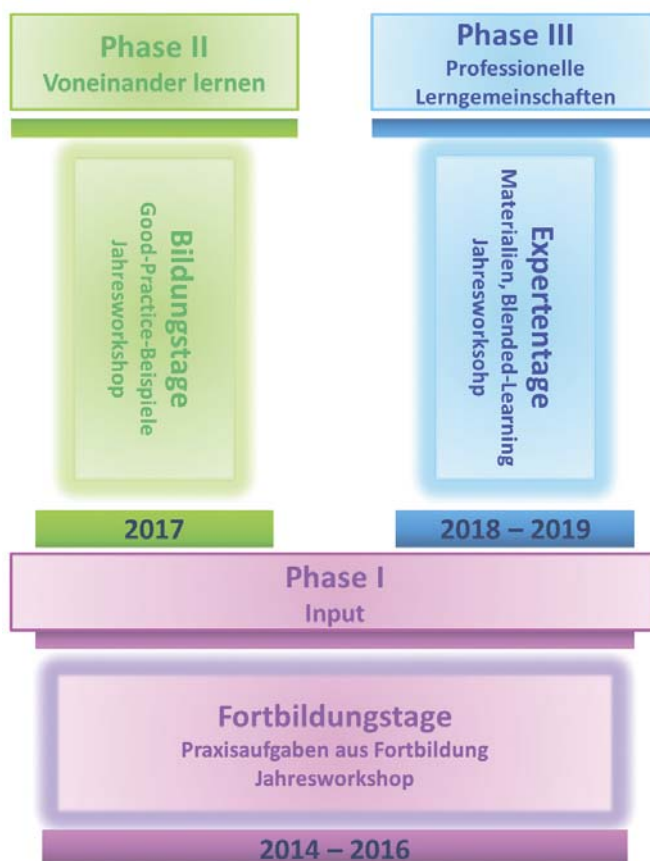 Phase II
Voneinander lernen
Bildungstage
Good-Practice-Beispiele
Jahresworkshop
2017
Phase III
Professionelle
Lerngemeinschaften
Expertentage
Materialien, Blended-Learning
Jahresworksohp
2018 – 2019
Phase I
Input
Fortbildungstage
Praxisaufgaben aus Fortbildung
Jahresworkshop
2014 – 2016